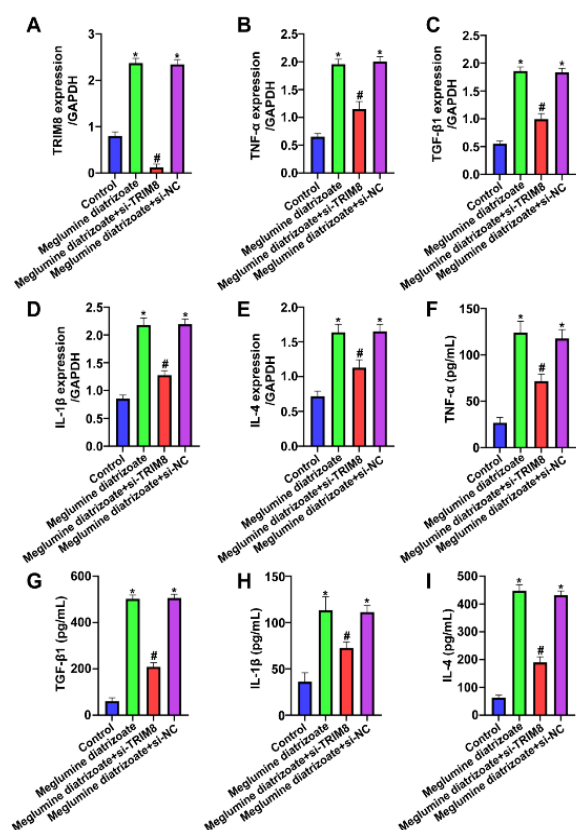 A
TRIM8 expression
/GAPDH
3
2
1
0
*
#
*
Control
Meglumine diatrizoate
Meglumine diatrizoate+si-TRIM8
Meglumine diatrizoate+si-NC
B
TNF-α expression
/GAPDH
2.5
2.0
1.5
1.0
0.5
0.0
*
#
*
Control
Meglumine diatrizoate
Meglumine diatrizoate+si-TRIM8
Meglumine diatrizoate+si-NC
C
TGF-β1 expression
/GAPDH
2.5
2.0
1.5
1.0
0.5
0.0
*
#
*
Control
Meglumine diatrizoate
Meglumine diatrizoate+si-TRIM8
Meglumine diatrizoate+si-NC
D
IL-1β expression
/GAPDH
2.5
2.0
1.5
1.0
0.5
0.0
*
#
*
Control
Meglumine diatrizoate
Meglumine diatrizoate+si-TRIM8
Meglumine diatrizoate+si-NC
E
IL-4 expression
/GAPDH
2.0
1.5
1.0
0.5
0.0
*
#
*
Control
Meglumine diatrizoate
Meglumine diatrizoate+si-TRIM8
Meglumine diatrizoate+si-NC
F
TNF-α (pg/mL)
150
100
50
0
*
#
*
Control
Meglumine diatrizoate
Meglumine diatrizoate+si-TRIM8
Meglumine diatrizoate+si-NC
G
TGF-β1 (pg/mL)
600
400
200
0
*
#
*
Control
Meglumine diatrizoate
Meglumine diatrizoate+si-TRIM8
Meglumine diatrizoate+si-NC
H
IL-1β (pg/mL)
150
100
50
0
*
#
*
Control
Meglumine diatrizoate
Meglumine diatrizoate+si-TRIM8
Meglumine diatrizoate+si-NC
I
IL-4 (pg/mL)
500
400
300
200
100
0
*
#
*
Control
Meglumine diatrizoate
Meglumine diatrizoate+si-TRIM8
Meglumine diatrizoate+si-NC